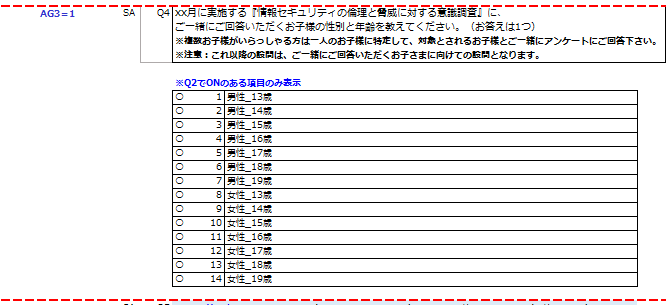 AG3=1 SA Q4 xx月に実施する『情報セキュリティの倫理と脅威に対する意識調査』に、
ご一緒にご回答いただくお子様の性別と年齢を教えてください。（お答えは1つ）
※複数お子様がいらっしゃる方は一人のお子様に特定して、対象とされるお子様とご一緒にアンケートにご回答下さい。
※注意：これ以降の設問は、ご一緒にご回答いただくお子さまに向けての設問となります。
※Q2でONのある項目のみ表示
○ 1 男性_13歳
○ 2 男性_14歳
○ 3 男性_15歳
○ 4 男性_16歳
○ 5 男性_17歳
○ 6 男性_18歳
○ 7 男性_19歳
○ 8 女性_13歳
○ 9 女性_14歳
○ 10 女性_15歳
○ 11 女性_16歳
○ 12 女性_17歳
○ 13 女性_18歳
○ 14 女性_19歳